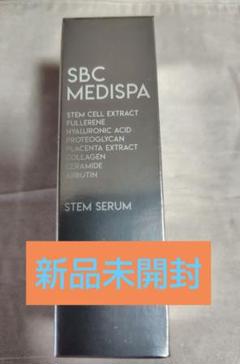 SBC
MEDISPA
STEM CELL EXTRACT
FULLERENE
HYALURONIC ACID
PROTEOGLYCAN
PLACENTA EXTRACT
COLLAGEN
CERAMIDE
ARBUTIN
STEM SERUM
新品未開封